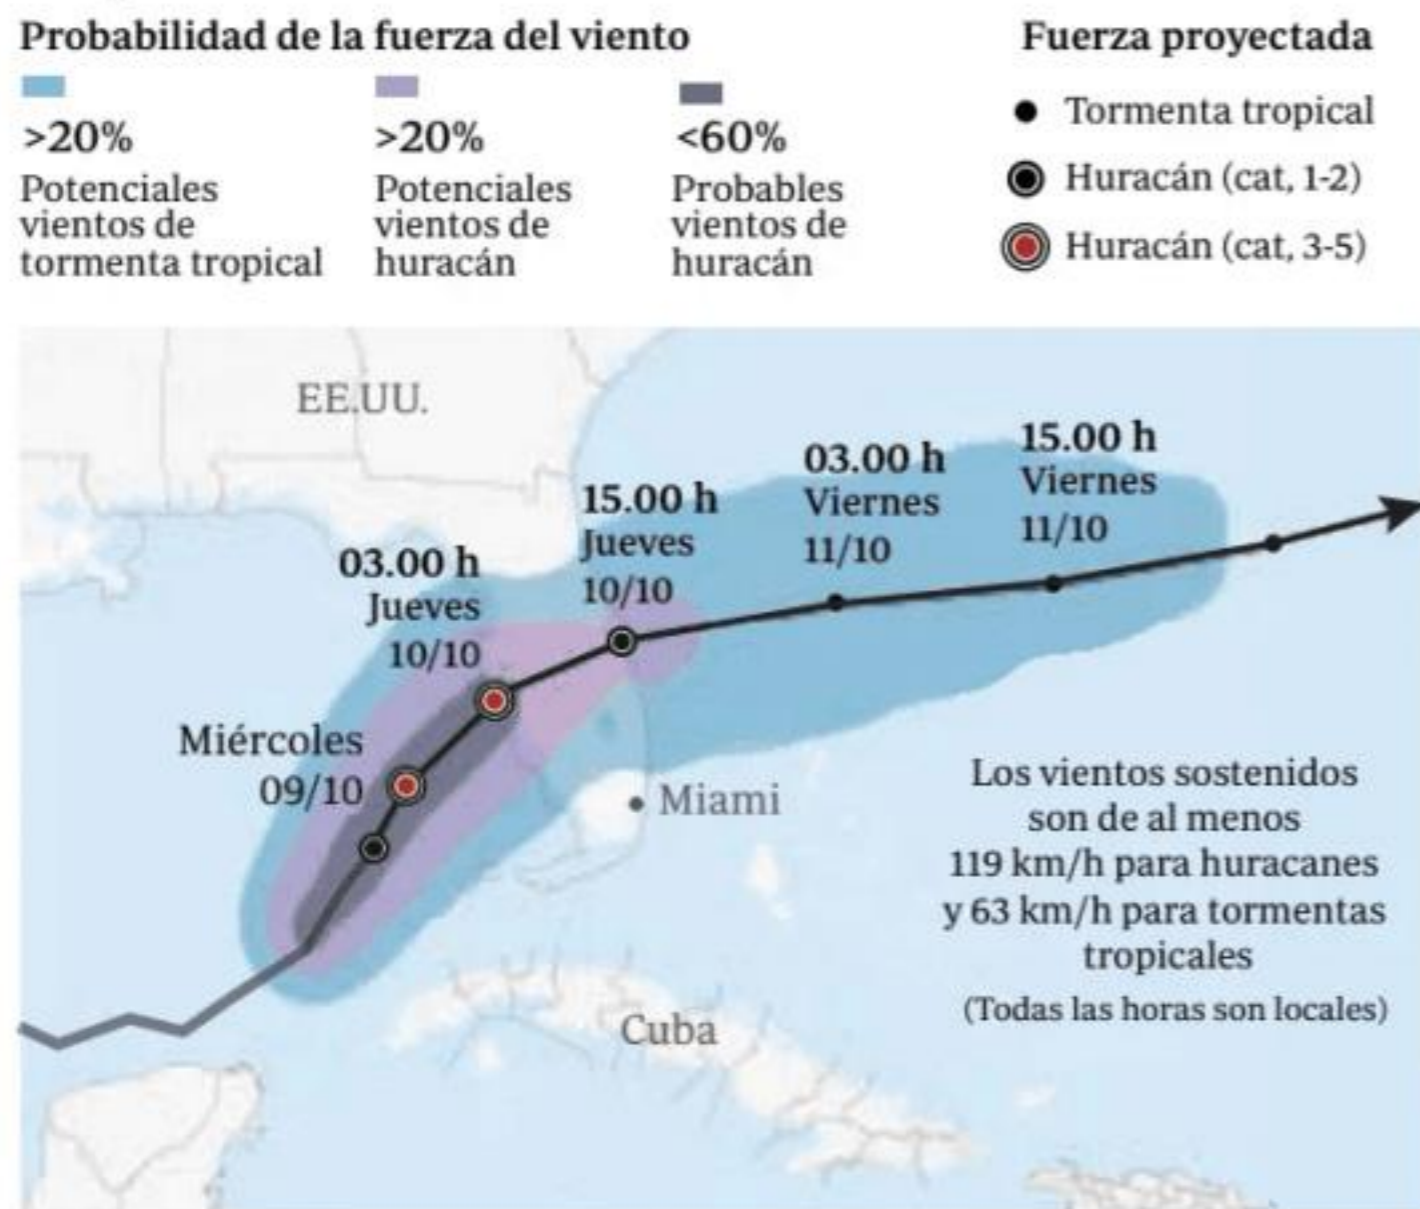 Probabilidad de la fuerza del viento
>20%
Potenciales
vientos de
tormenta tropical
>20%
Potenciales
vientos de
huracán
<60%
Probables
vientos de
huracán
Fuerza proyectada
Tormenta tropical
Huracán (cat, 1-2)
Huracán (cat, 3-5)
EE.UU.
15.00 h
Viernes
11/10
03.00 h
Viernes
11/10
15.00 h
Jueves
10/10
03.00 h
Jueves
10/10
Miércoles
09/10
Miami
Los vientos sostenidos
son de al menos
119 km/h para huracanes
y 63 km/h para tormentas
tropicales
(Todas las horas son locales)
Cuba